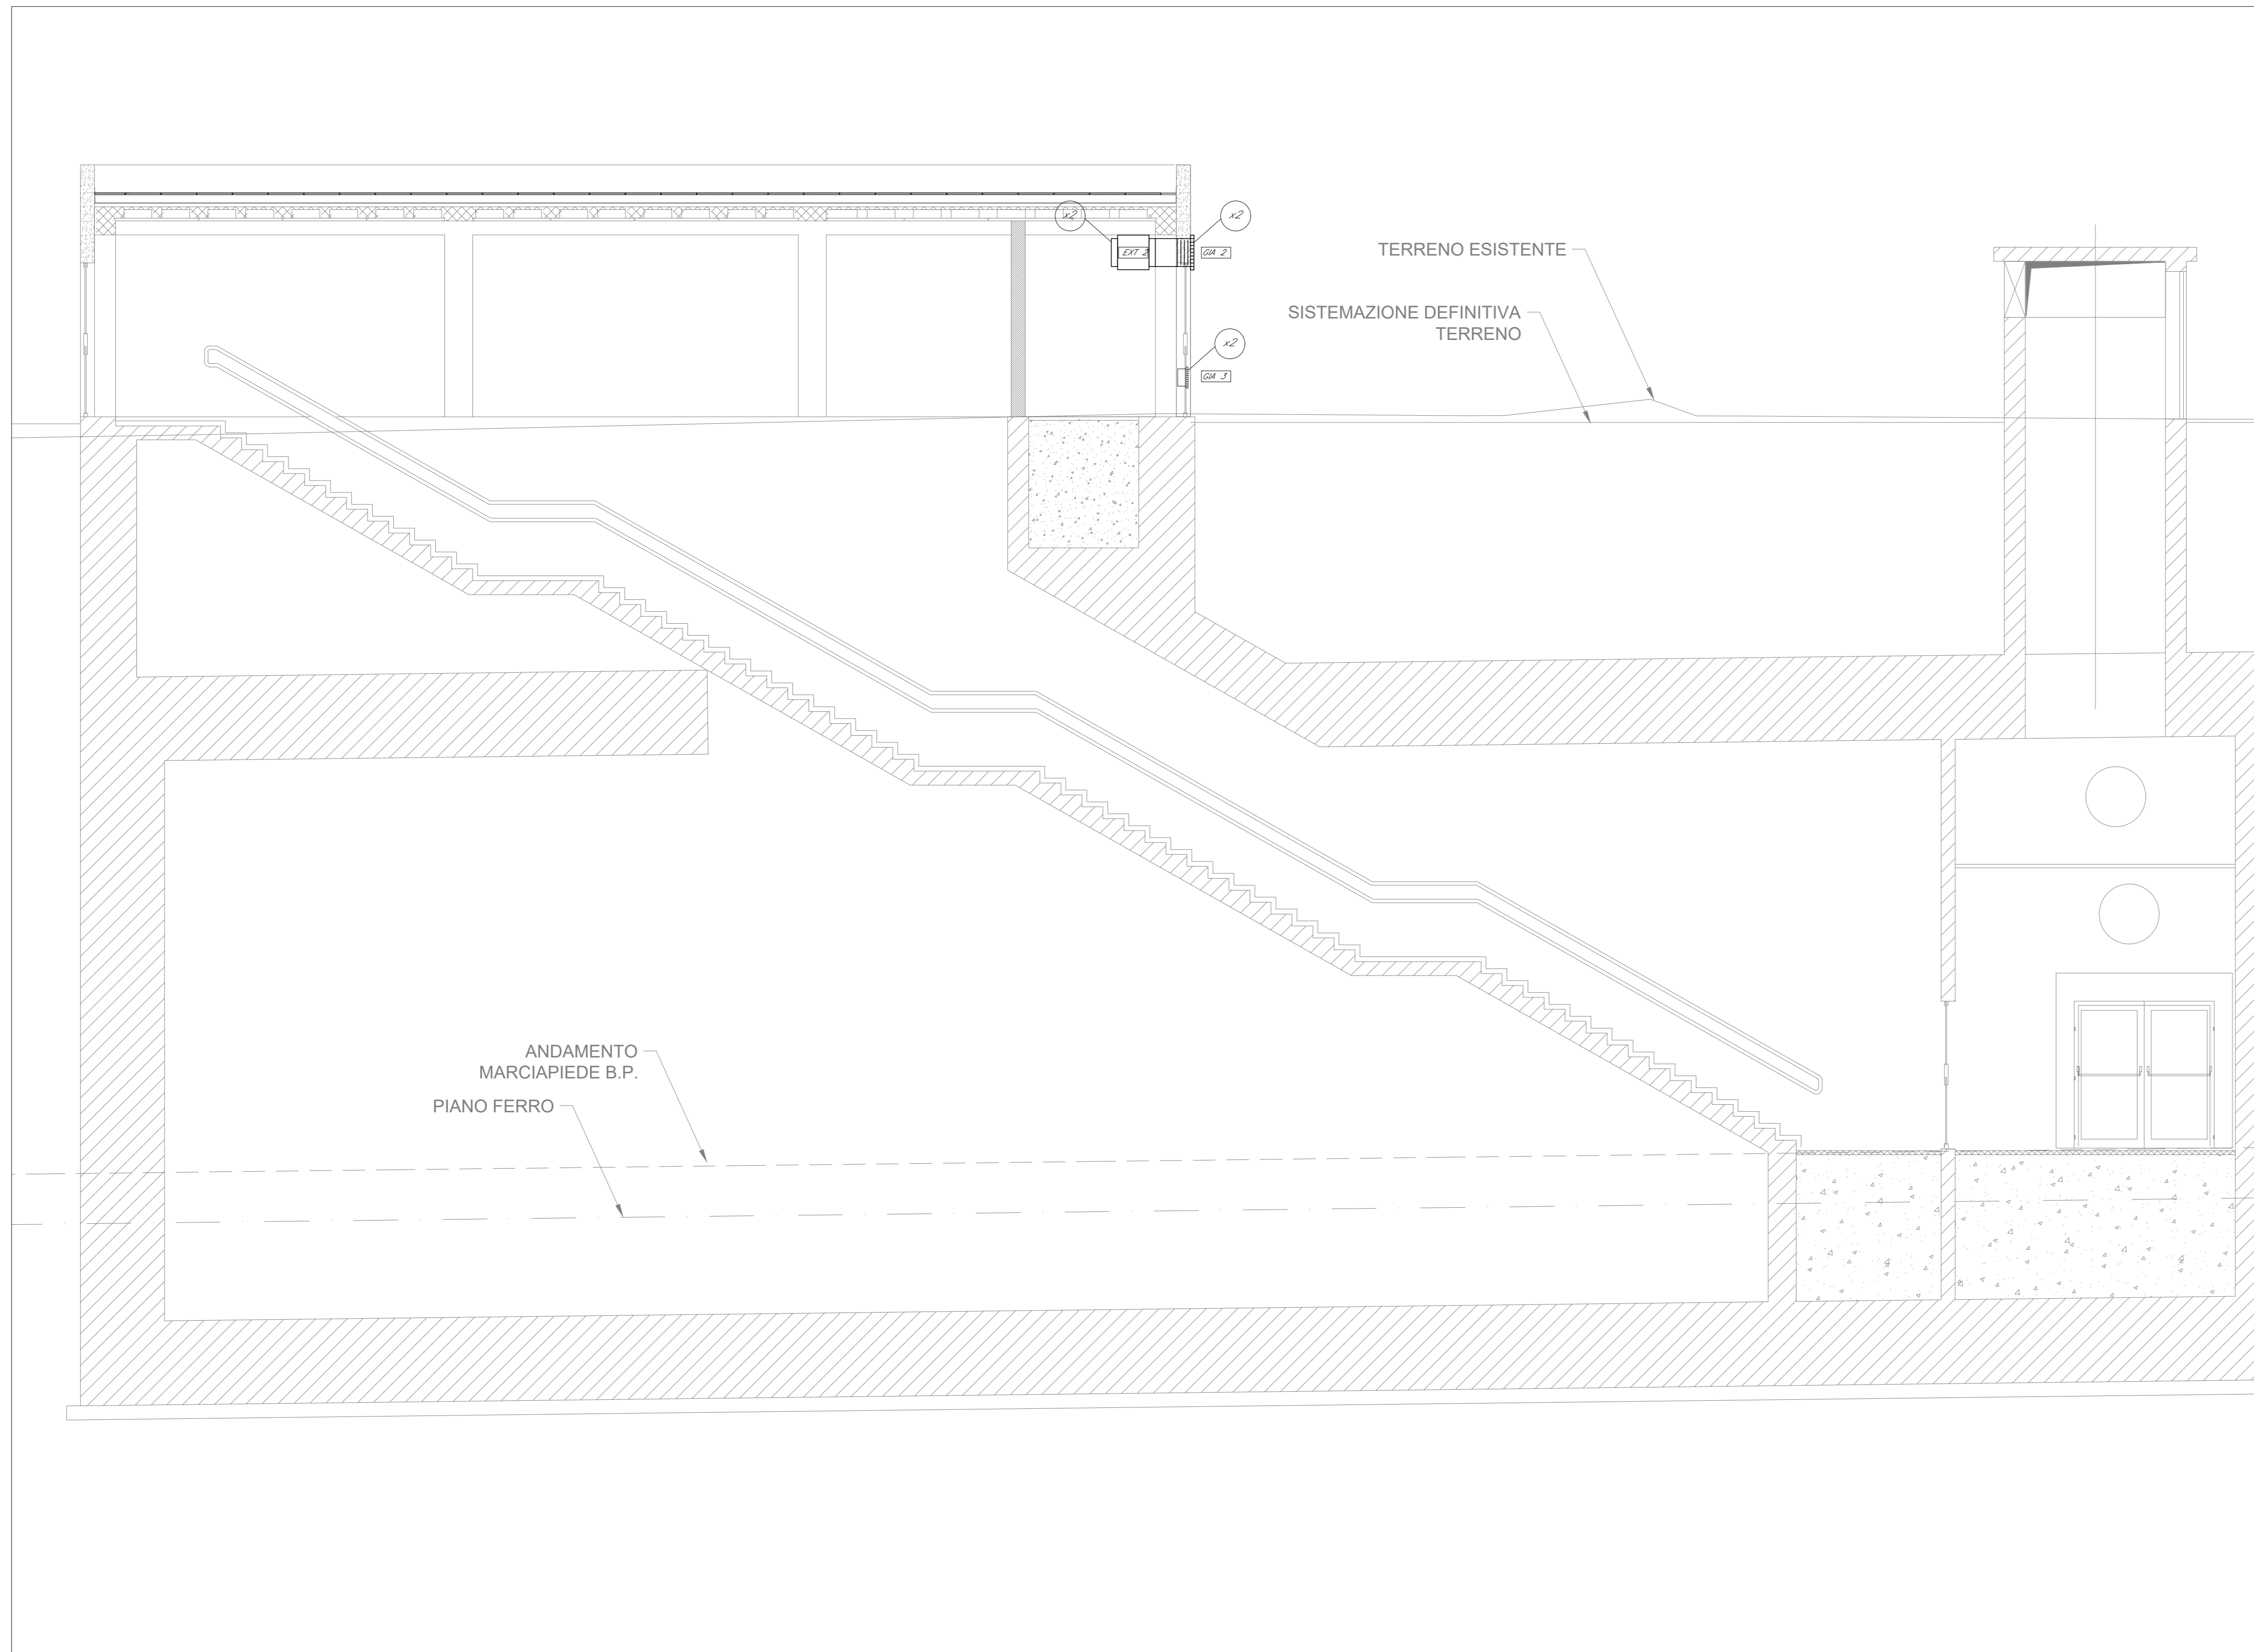 x2
x2
EXT 2
GIA 2
TERRENO ESISTENTE
SISTEMAZIONE DEFINITIVA
TERRENO
x2
GIA 3
ANDAMENTO
MARCIAPIEDE B.P.
PIANO FERRO